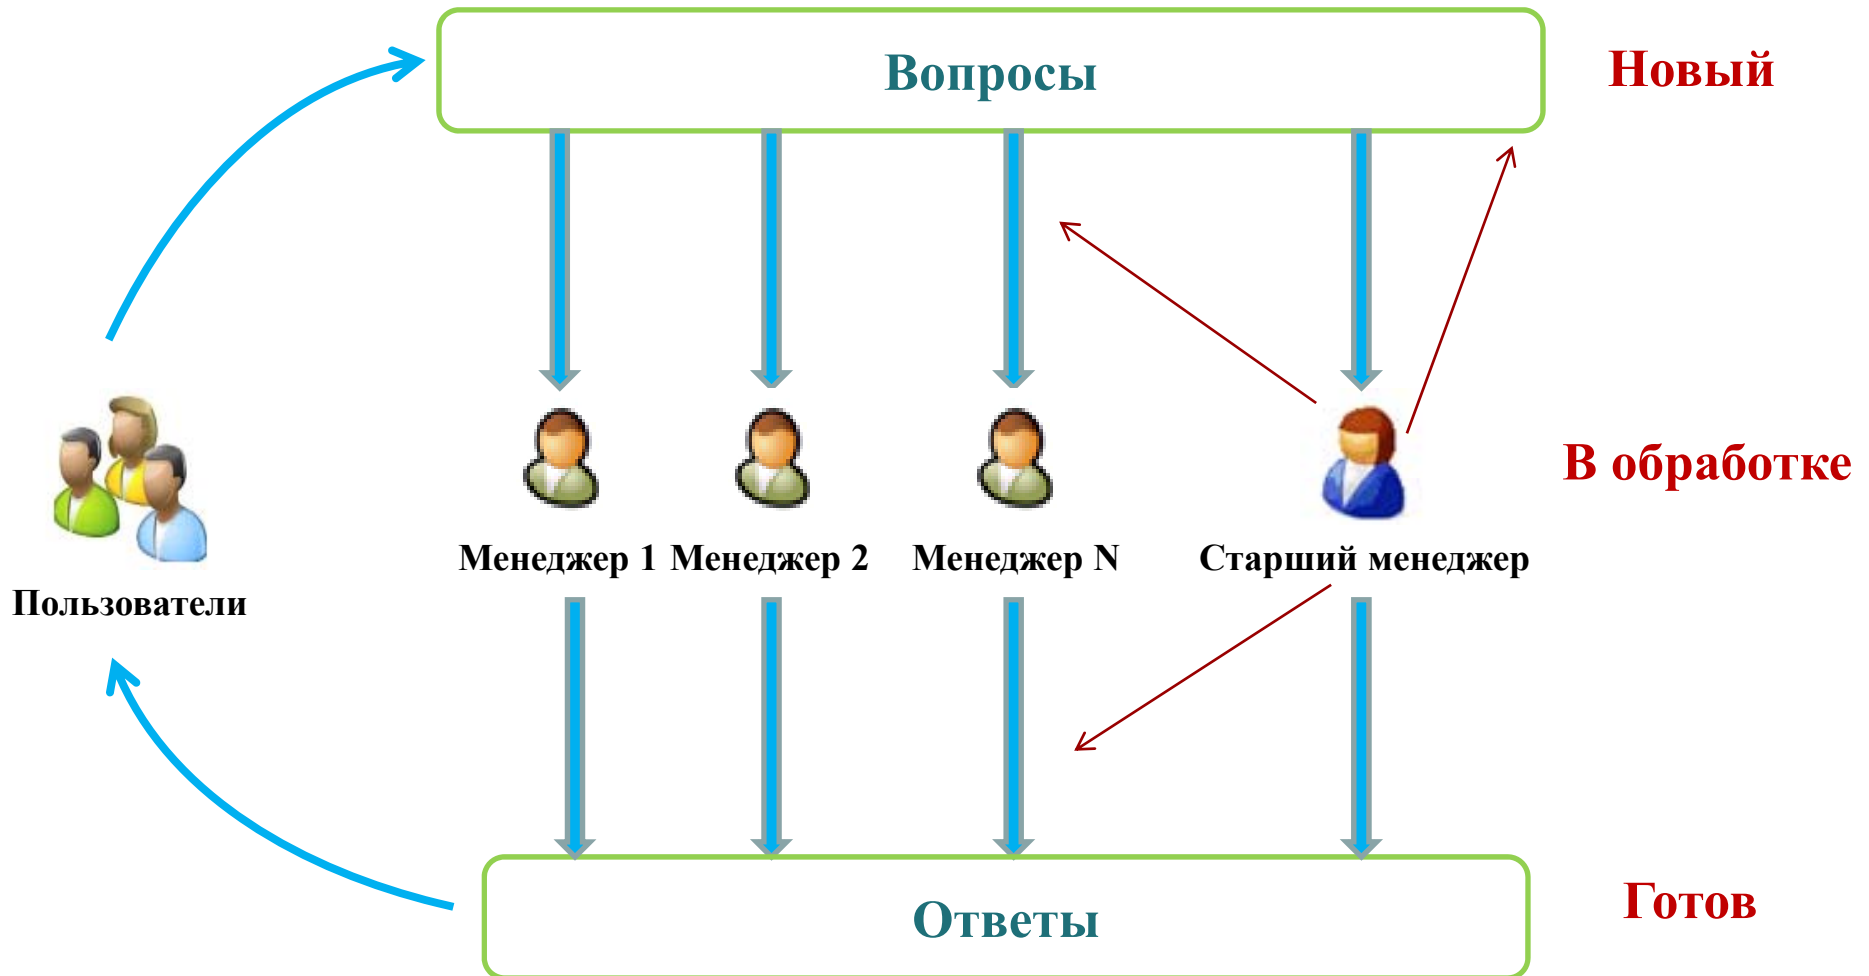 Вопросы
Новый
В обработке
Менеджер 1
Менеджер 2
Менеджер N
Старший менеджер
Пользователи
Ответы
Готов